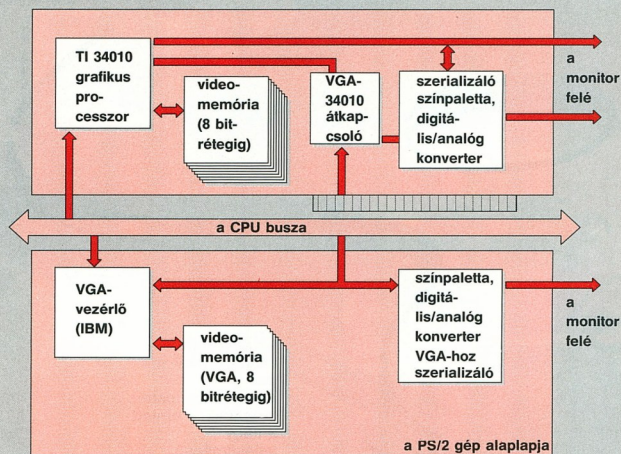 TI 34010
grafikus
pro-
cesszor
video-
memória
(8 bit-
rétegig)
VGA-
34010
átkap-
csoló
szerializáló
színpaletta,
digitá-
lis/analóg
konverter
a
monitor
felé
a CPU busza
VGA-
vezérlő
(IBM)
video-
memória
(VGA, 8
bitrétegig)
színpaletta,
digitá-
lis/analóg
konverter
VGA-hoz
szerializáló
a
monitor
felé
a PS/2 gép alaplapja